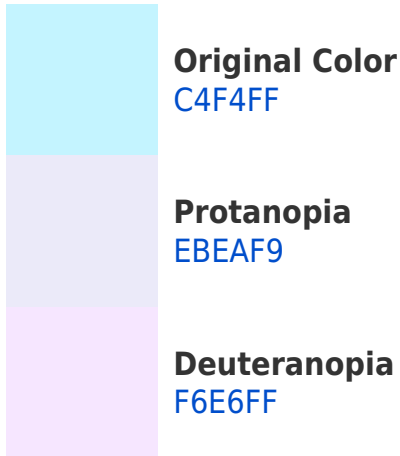 Original Color
C4F4FF
Protanopia
EBEAF9
Deuteranopia
F6E6FF